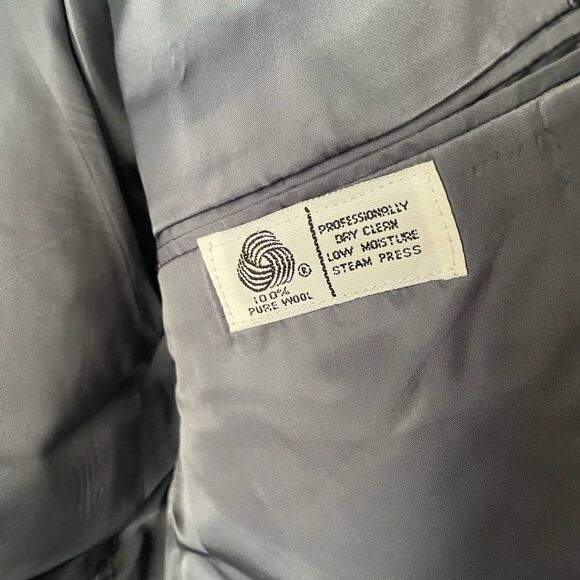 100%
PURE WOOL
PROFESSIONALLY
DRY CLEAN
LOW MOISTURE
STEAM PRESS